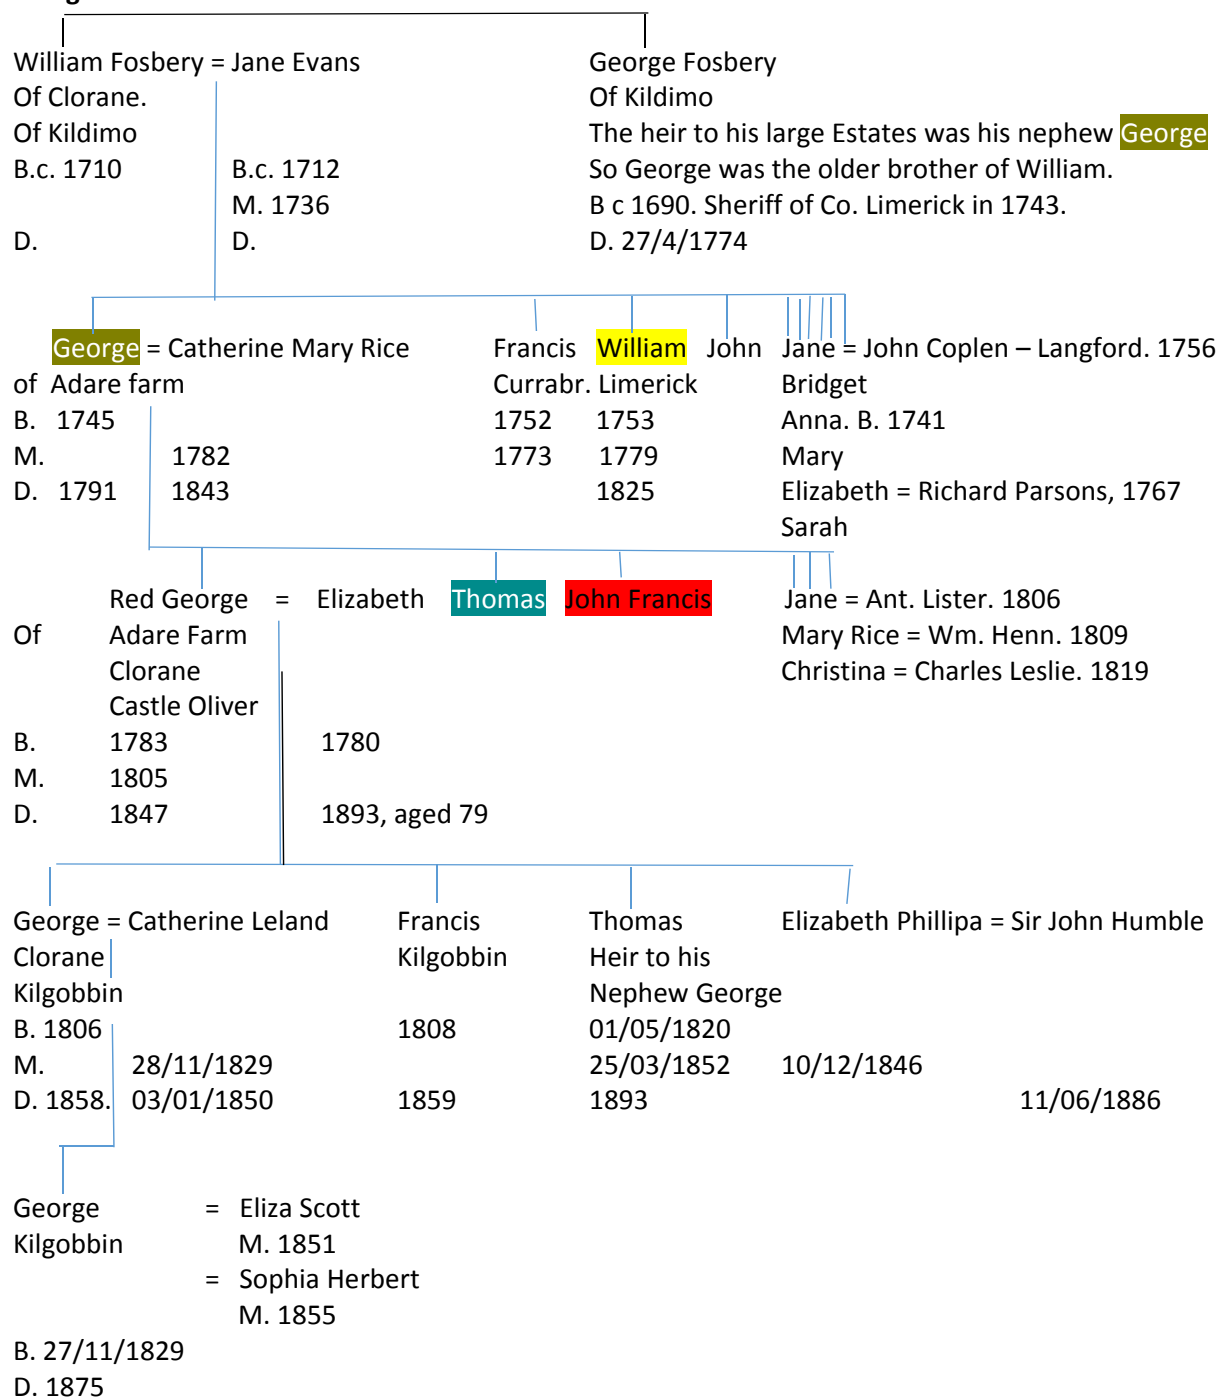 William Fosbery = Jane Evans George Fosbery
Of Clorane. Of Kildimo
Of Kildimo The heir to his large Estates was his nephew George
B.c. 1710 B.c. 1712 So George was the older brother of William.
M. 1736 B c 1690. Sheriff of Co. Limerick in 1743.
D. D. D. 27/4/1774
George = Catherine Mary Rice Francis William John Jane = John Coplen – Langford. 1756
of Adare farm Currabr. Limerick Bridget
B. 1745 1752 1753 Anna. B. 1741
M. 1782 1773 1779 Mary
D. 1791 1843 1825 Elizabeth = Richard Parsons, 1767
Sarah
Red George = Elizabeth Thomas John Francis Jane = Ant. Lister. 1806
Of Adare Farm Mary Rice = Wm. Henn. 1809
Clorane Christina = Charles Leslie. 1819
Castle Oliver
B. 1783 1780
M. 1805
D. 1847 1893, aged 79
George = Catherine Leland Francis Thomas Elizabeth Phillipa = Sir John Humble
Clorane Kilgobbin Heir to his
Kilgobbin Nephew George
B. 1806 1808 01/05/1820
M. 28/11/1829 25/03/1852 10/12/1846
D. 1858. 03/01/1850 1859 1893 11/06/1886
George = Eliza Scott
Kilgobbin M. 1851
= Sophia Herbert
M. 1855
B. 27/11/1829
D. 1875